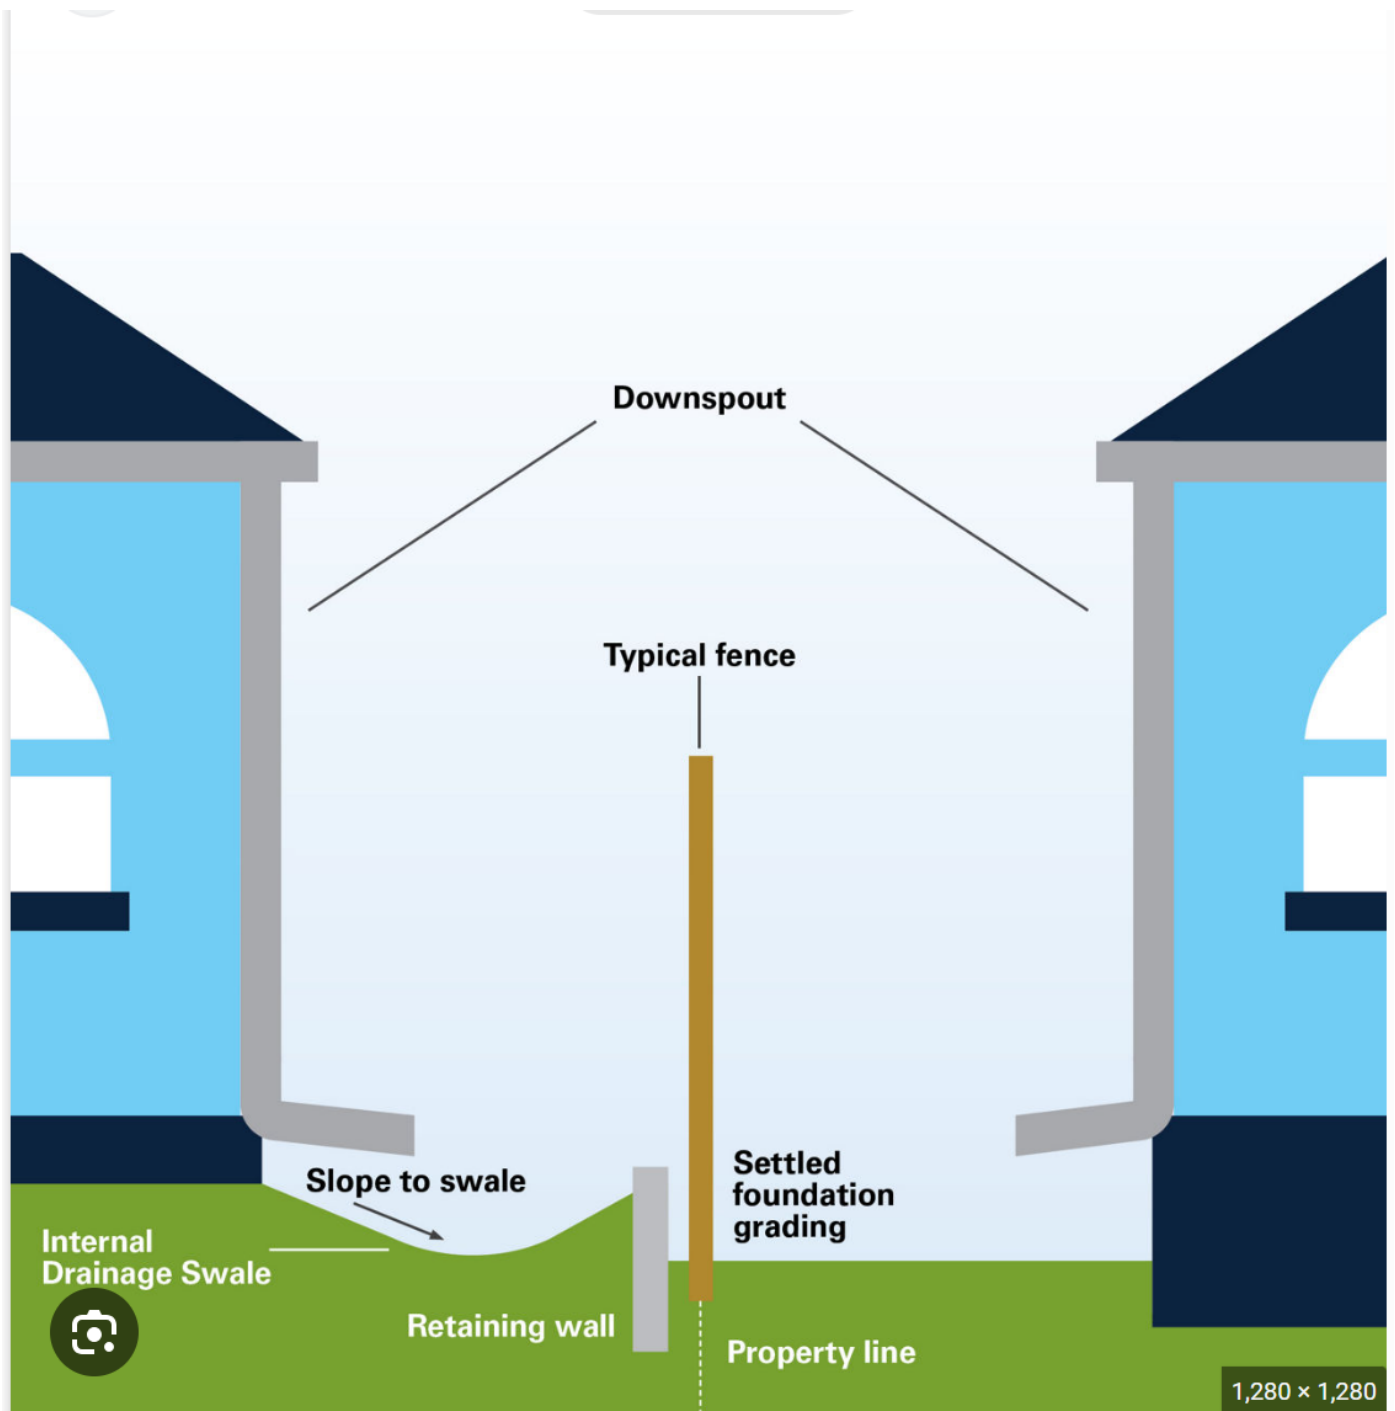 Downspout
Typical fence
Settled
foundation
grading
Slope to swale
Internal
Drainage Swale
Retaining wall
Property line
1,280 × 1,280